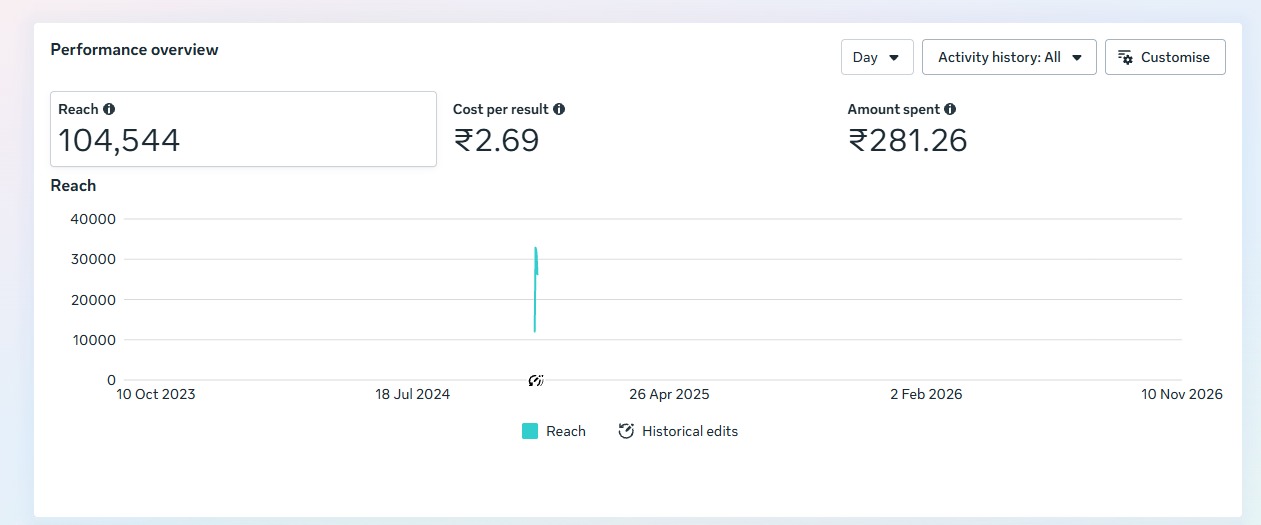 Performance overview
Day
Activity history: All
Customise
Reach
104,544
Cost per result
₹2.69
Amount spent
₹281.26
Reach
40000
30000
20000
10000
0
10 Oct 2023
18 Jul 2024
26 Apr 2025
2 Feb 2026
10 Nov 2026
Reach
Historical edits